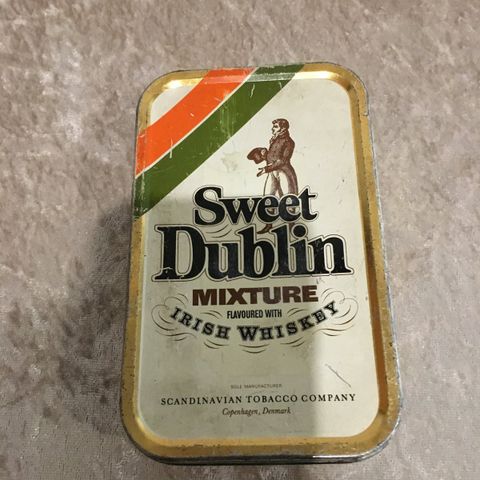 Sweet
Dublin
MIXTURE
FLAVOURED WITH
IRISH WHISKEY
SOLE MANUFACTURER
SCANDINAVIAN TOBACCO COMPANY
Copenhagen, Denmark